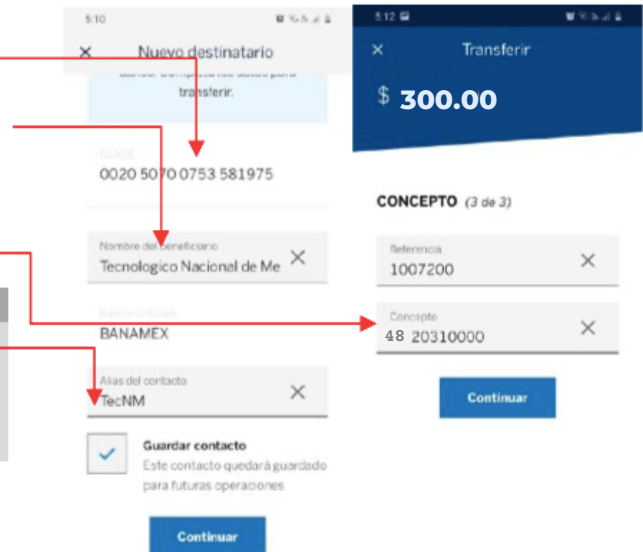 5:10
Nuevo destinatario
transferir.
CLABE
0020 5070 0753 581975
Nombre del beneficiario
Tecnologico Nacional de Me
BANAMEX
Alias del contacto
TecNM
Guardar contacto
Este contacto quedará guardado
para futuras operaciones
Continuar
5:12
Transferir
$ 300.00
CONCEPTO (3 de 3)
Referencia
1007200
Concepto
48 20310000
Continuar